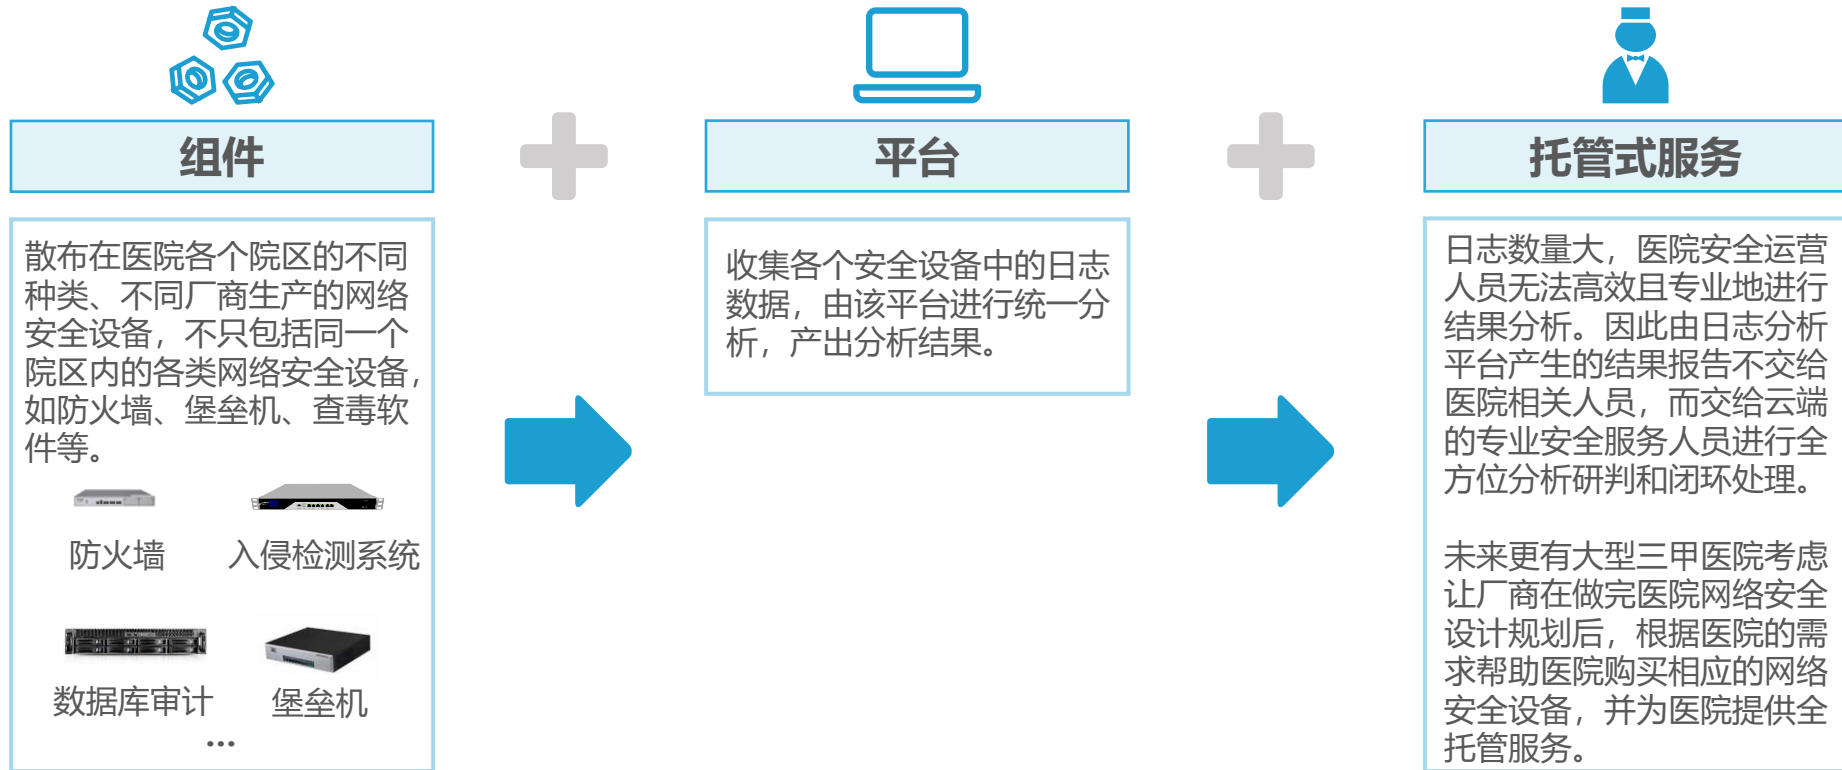 组件
平台
托管式服务
散布在医院各个院区的不同
种类、不同厂商生产的网络
安全设备，不只包括同一个
院区内的各类网络安全设备，
如防火墙、堡垒机、查毒软
件等。
防火墙
入侵检测系统
数据库审计
堡垒机
...
收集各个安全设备中的日志
数据，由该平台进行统一分
析，产出分析结果。
日志数量大，医院安全运营
人员无法高效且专业地进行
结果分析。因此由日志分析
平台产生的结果报告不交给
医院相关人员，而交给云端
的专业安全服务人员进行全
方位分析研判和闭环处理。
未来更有大型三甲医院考虑
让厂商在做完医院网络安全
设计规划后，根据医院的需
求帮助医院购买相应的网络
安全设备，并为医院提供全
托管服务。